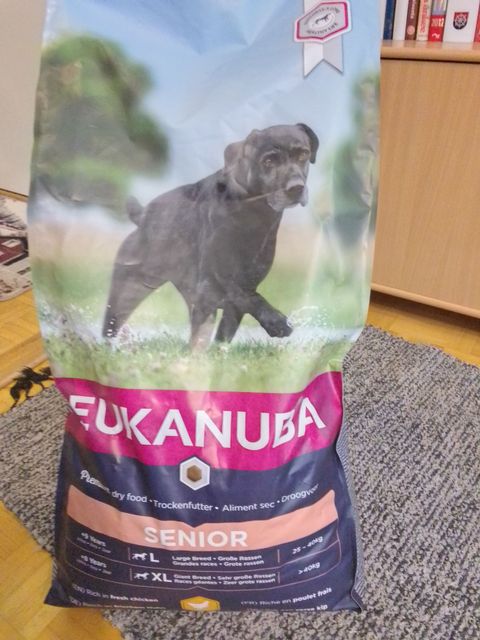 2012
EUKANUBA
Premium dry food • Trockenfutter • Aliment sec • Droogvoer
SENIOR
L Large Breed • Große Rassen 25 - 40kg
Grandes races • Grote rassen
XL Giant Breed • Sehr große Rassen >40kg
Races géantes • Zeer grote rassen
Rich in fresh chicken
Riche en poulet frais
kip